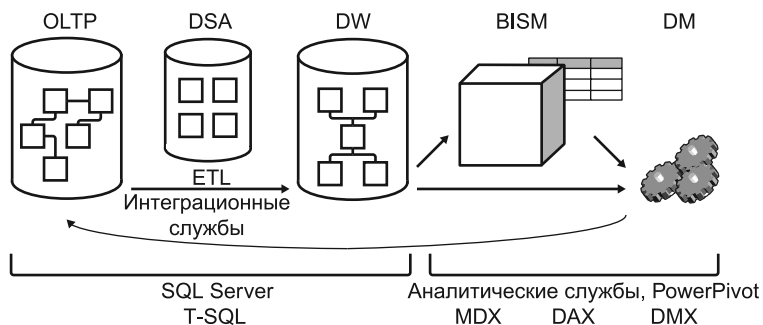 OLTP DSA DW BISM DM
ETL
Интеграционные
службы
SQL Server
T-SQL
Аналитические службы, PowerPivot
MDX DAX DMX